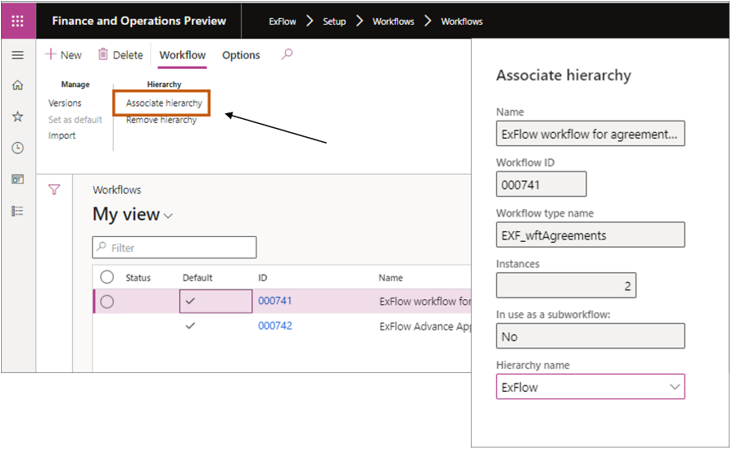 Finance and Operations Preview
ExFlow > Setup > Workflows > Workflows
New Delete Workflow Options
Manage
Versions
Set as default
Import
Hierarchy
Associate hierarchy
Remove hierarchy
Workflows
My view
Filter
Status Default ID Name
000741 ExFlow workflow for
000742 ExFlow Advance App
Associate hierarchy
Name
ExFlow workflow for agreement...
Workflow ID
000741
Workflow type name
EXF_wftAgreements
Instances
2
In use as a subworkflow:
No
Hierarchy name
ExFlow